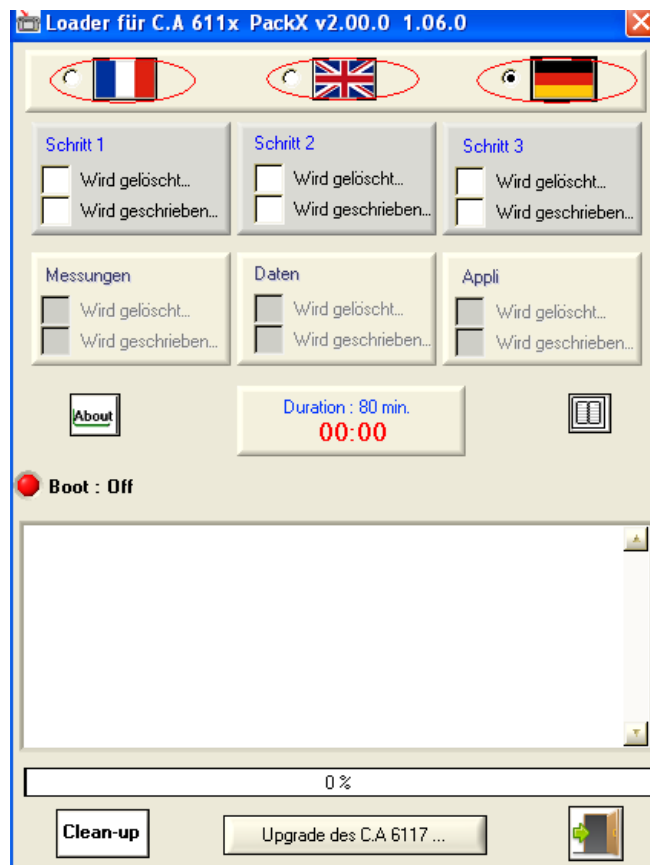 Loader für C.A 611x PackX v2.00.0 1.06.0
Schritt 1
Wird gelöscht...
Wird geschrieben...
Schritt 2
Wird gelöscht...
Wird geschrieben...
Schritt 3
Wird gelöscht...
Wird geschrieben...
Messungen
Wird gelöscht...
Wird geschrieben...
Daten
Wird gelöscht...
Wird geschrieben...
Appli
Wird gelöscht...
Wird geschrieben...
About
Duration : 80 min.
00:00
Boot : Off
0 %
Clean-up
Upgrade des C.A 6117 ...